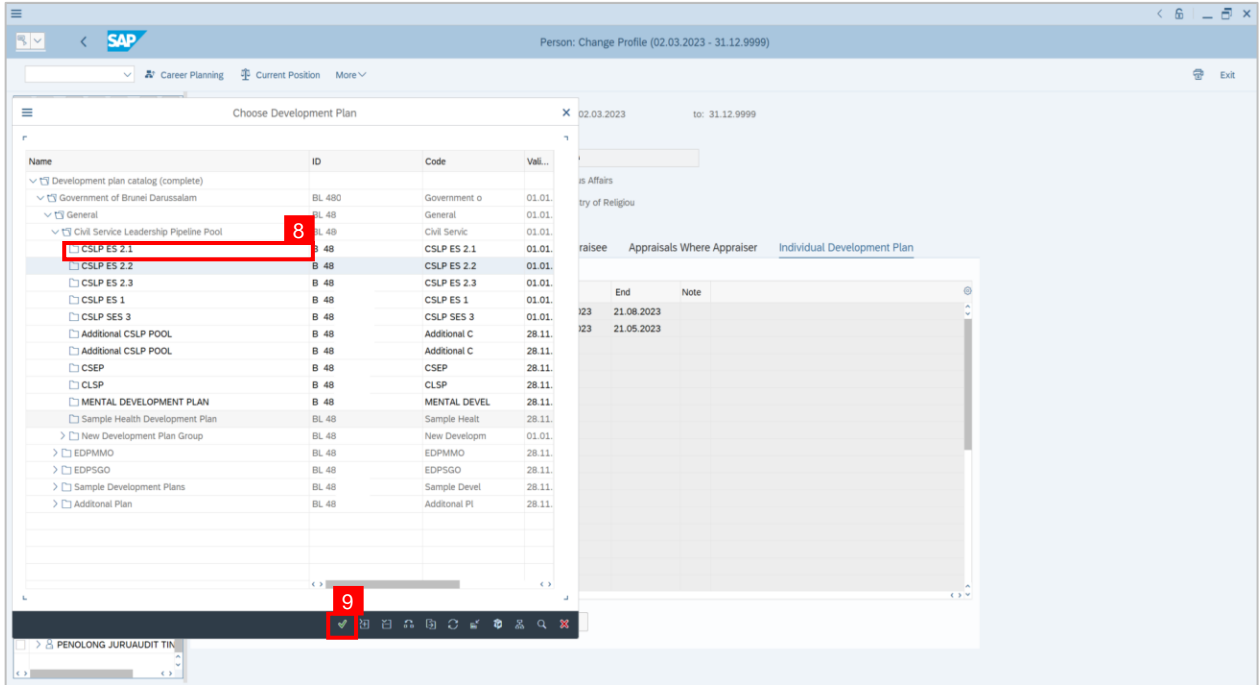 SAP
Person: Change Profile (02.03.2023 - 31.12.9999)
Career Planning Current Position More Exit
Choose Development Plan
02.03.2023 to: 31.12.9999
Name ID Code Vali...
Development plan catalog (complete)
us Affairs
Government of Brunei Darussalam BL 480 Government o 01.01.
try of Religiou
General BL 48 General 01.01.
8
Civil Service Leadership Pipeline Pool BL 48 Civil Servic 01.01.
CSLP ES 2.1 B 48 CSLP ES 2.1 01.01.
raisee Appraisals Where Appraiser Individual Development Plan
CSLP ES 2.2 B 48 CSLP ES 2.2 01.01.
CSLP ES 2.3 B 48 CSLP ES 2.3 01.01.
End Note
CSLP ES 1 B 48 CSLP ES 1 01.01.
023 21.08.2023
CSLP SES 3 B 48 CSLP SES 3 01.01.
023 21.05.2023
Additional CSLP POOL B 48 Additional C 28.11.
Additional CSLP POOL B 48 Additional C 28.11.
CSEP B 48 CSEP 28.11.
CLSP B 48 CLSP 28.11.
MENTAL DEVELOPMENT PLAN B 48 MENTAL DEVEL 28.11.
Sample Health Development Plan BL 48 Sample Healt 28.11.
New Development Plan Group BL 48 New Developm 01.01.
EDPMMO BL 48 EDPMMO 28.11.
EDPSGO BL 48 EDPSGO 28.11.
Sample Development Plans BL 48 Sample Devel 28.11.
Additonal Plan BL 48 Additonal Pl 28.11.
9
PENOLONG JURUAUDIT TIN